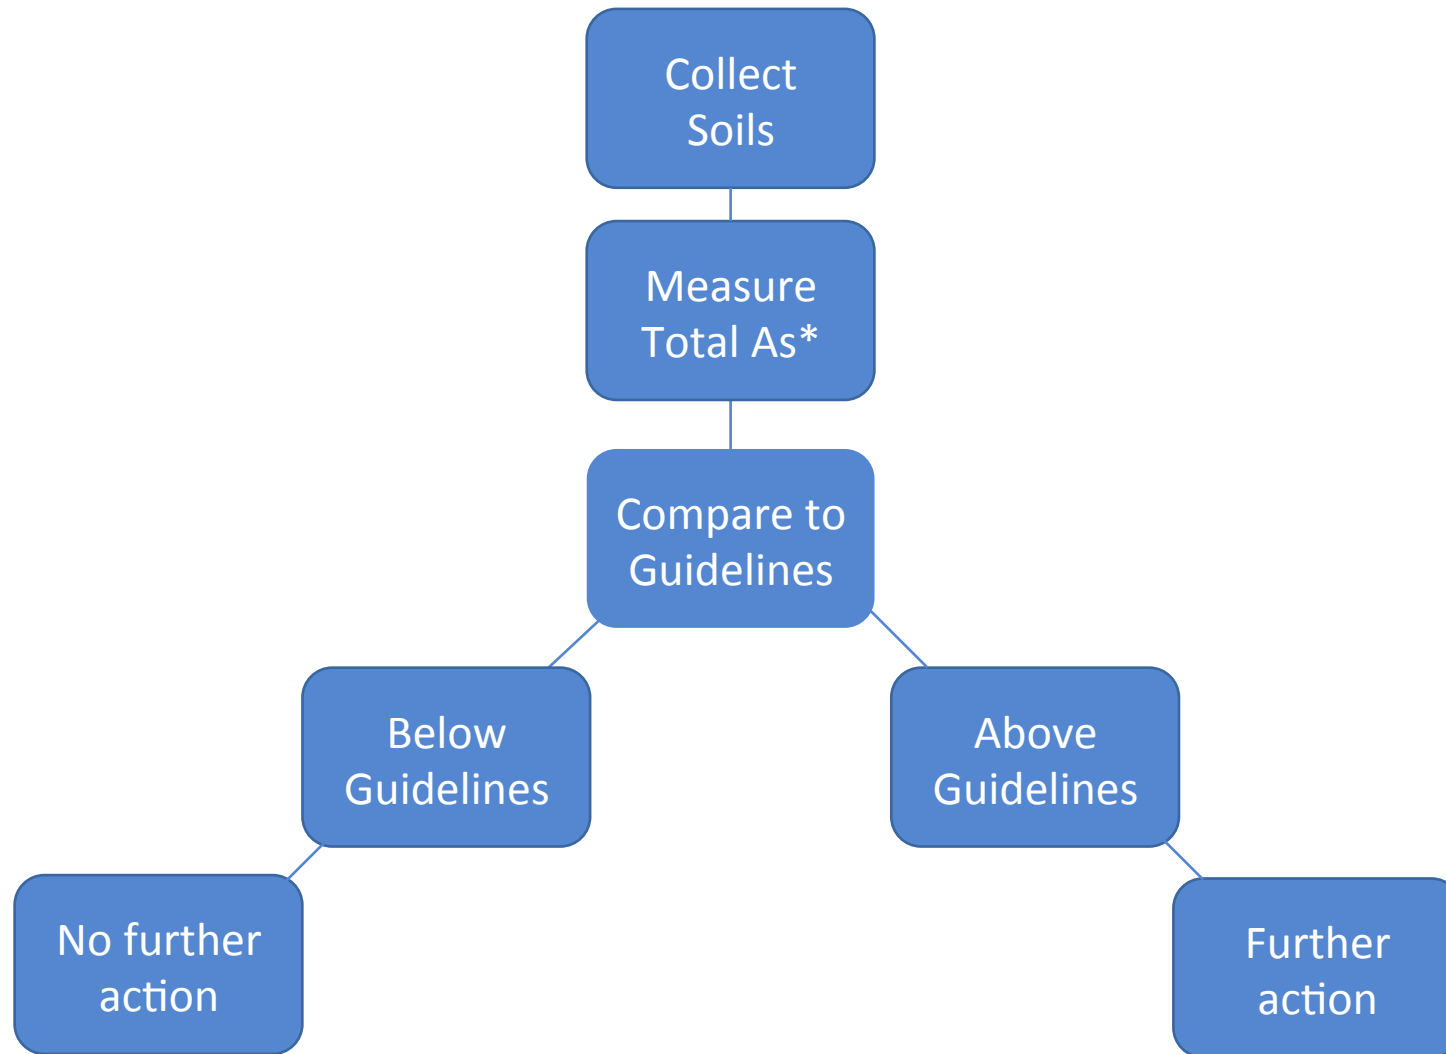 Collect
Soils
Measure
Total As*
Compare to
Guidelines
Below
Guidelines
Above
Guidelines
No further
action
Further
action